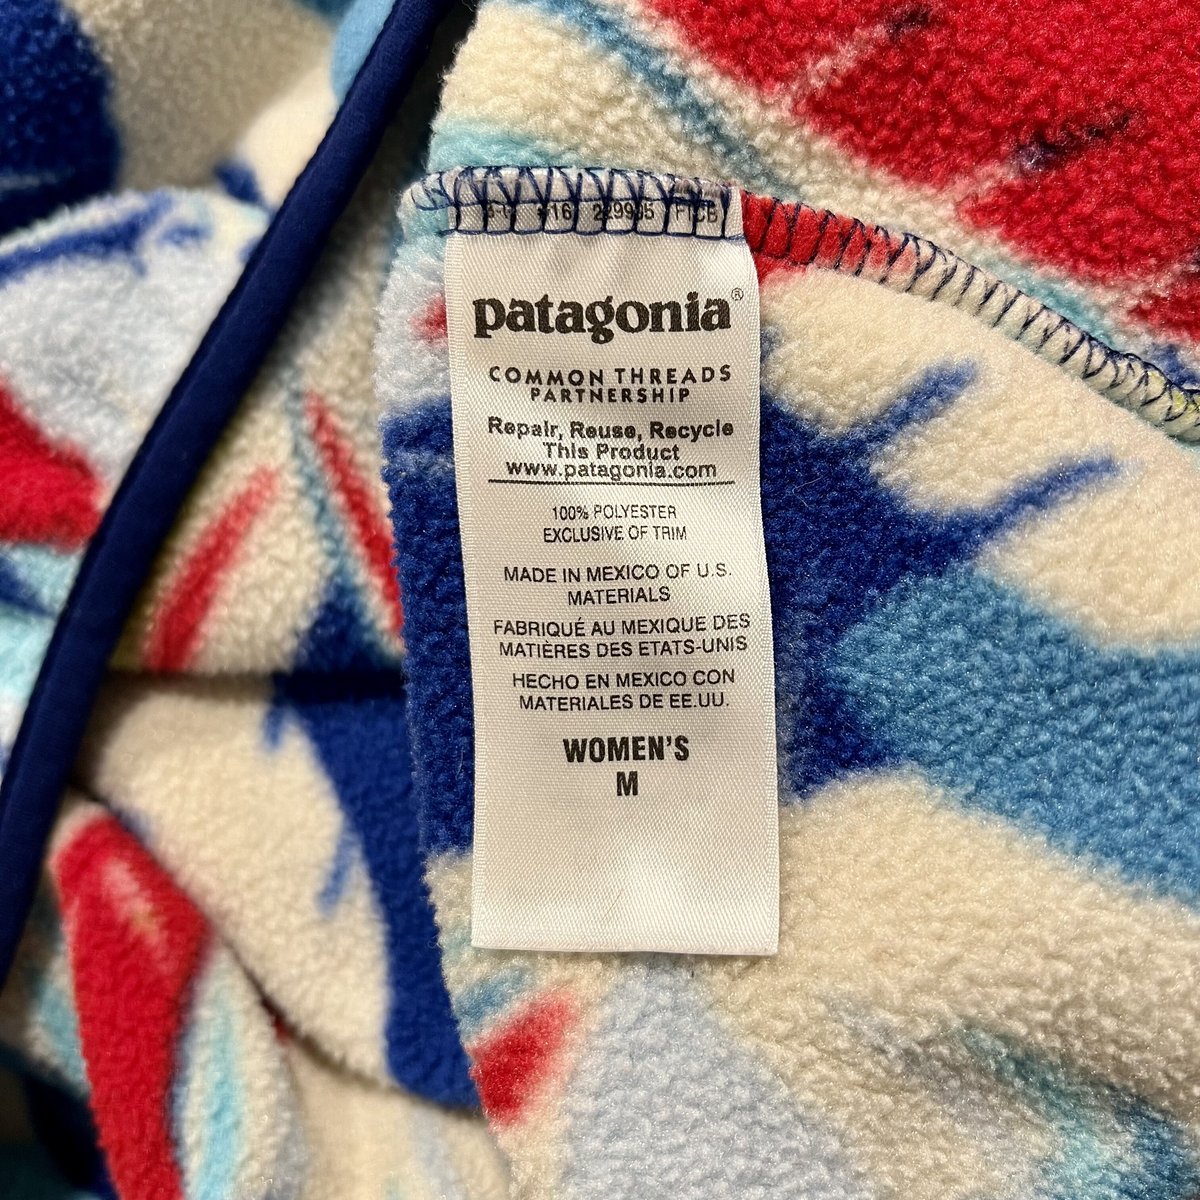 patagonia®
COMMON THREADS
PARTNERSHIP
Repair, Reuse, Recycle
This Product
www.patagonia.com
100% POLYESTER
EXCLUSIVE OF TRIM
MADE IN MEXICO OF U.S.
MATERIALS
FABRIQUÉ AU MEXIQUE DES
MATIÈRES DES ETATS-UNIS
HECHO EN MEXICO CON
MATERIALES DE EE.UU.
WOMEN'S
M